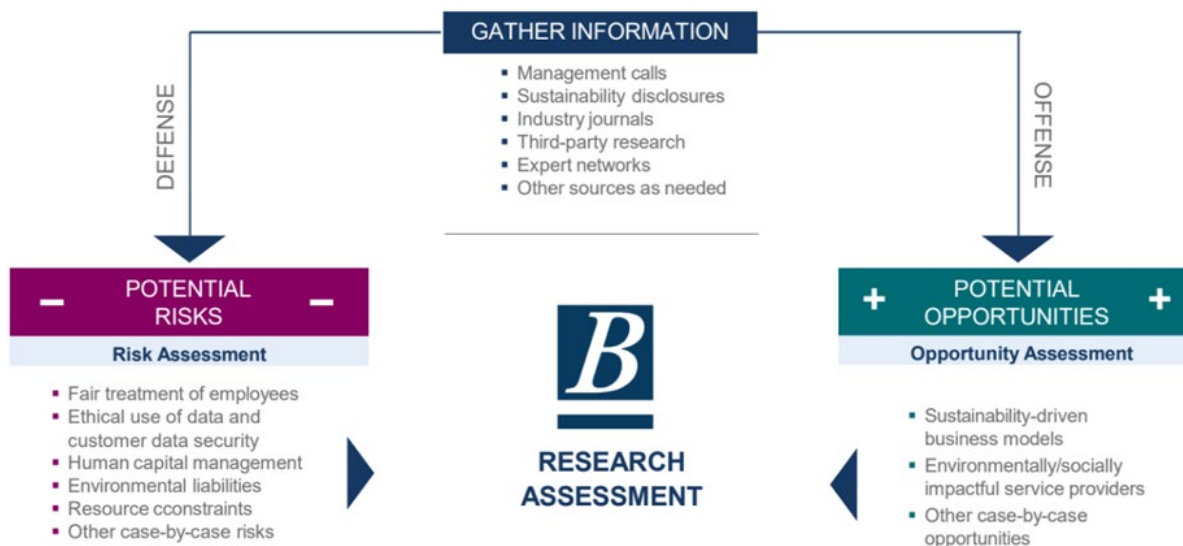 GATHER INFORMATION
Management calls
Sustainability disclosures
Industry journals
Third-party research
Expert networks
Other sources as needed
DEFENSE
OFFENSE
POTENTIAL
RISKS
Risk Assessment
Fair treatment of employees
Ethical use of data and
customer data security
Human capital management
Environmental liabilities
Resource cconstraints
Other case-by-case risks
B
RESEARCH
ASSESSMENT
POTENTIAL
OPPORTUNITIES
Opportunity Assessment
Sustainability-driven
business models
Environmentally/socially
impactful service providers
Other case-by-case
opportunities